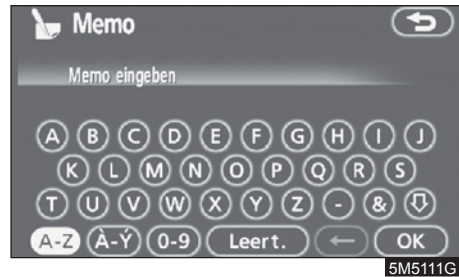 Memo
Memo eingeben
A B C D E F G H I J
K L M N O P Q R S
T U V W X Y Z - &
A-Z À-Ý 0-9 Leert. ← OK
5M5111G